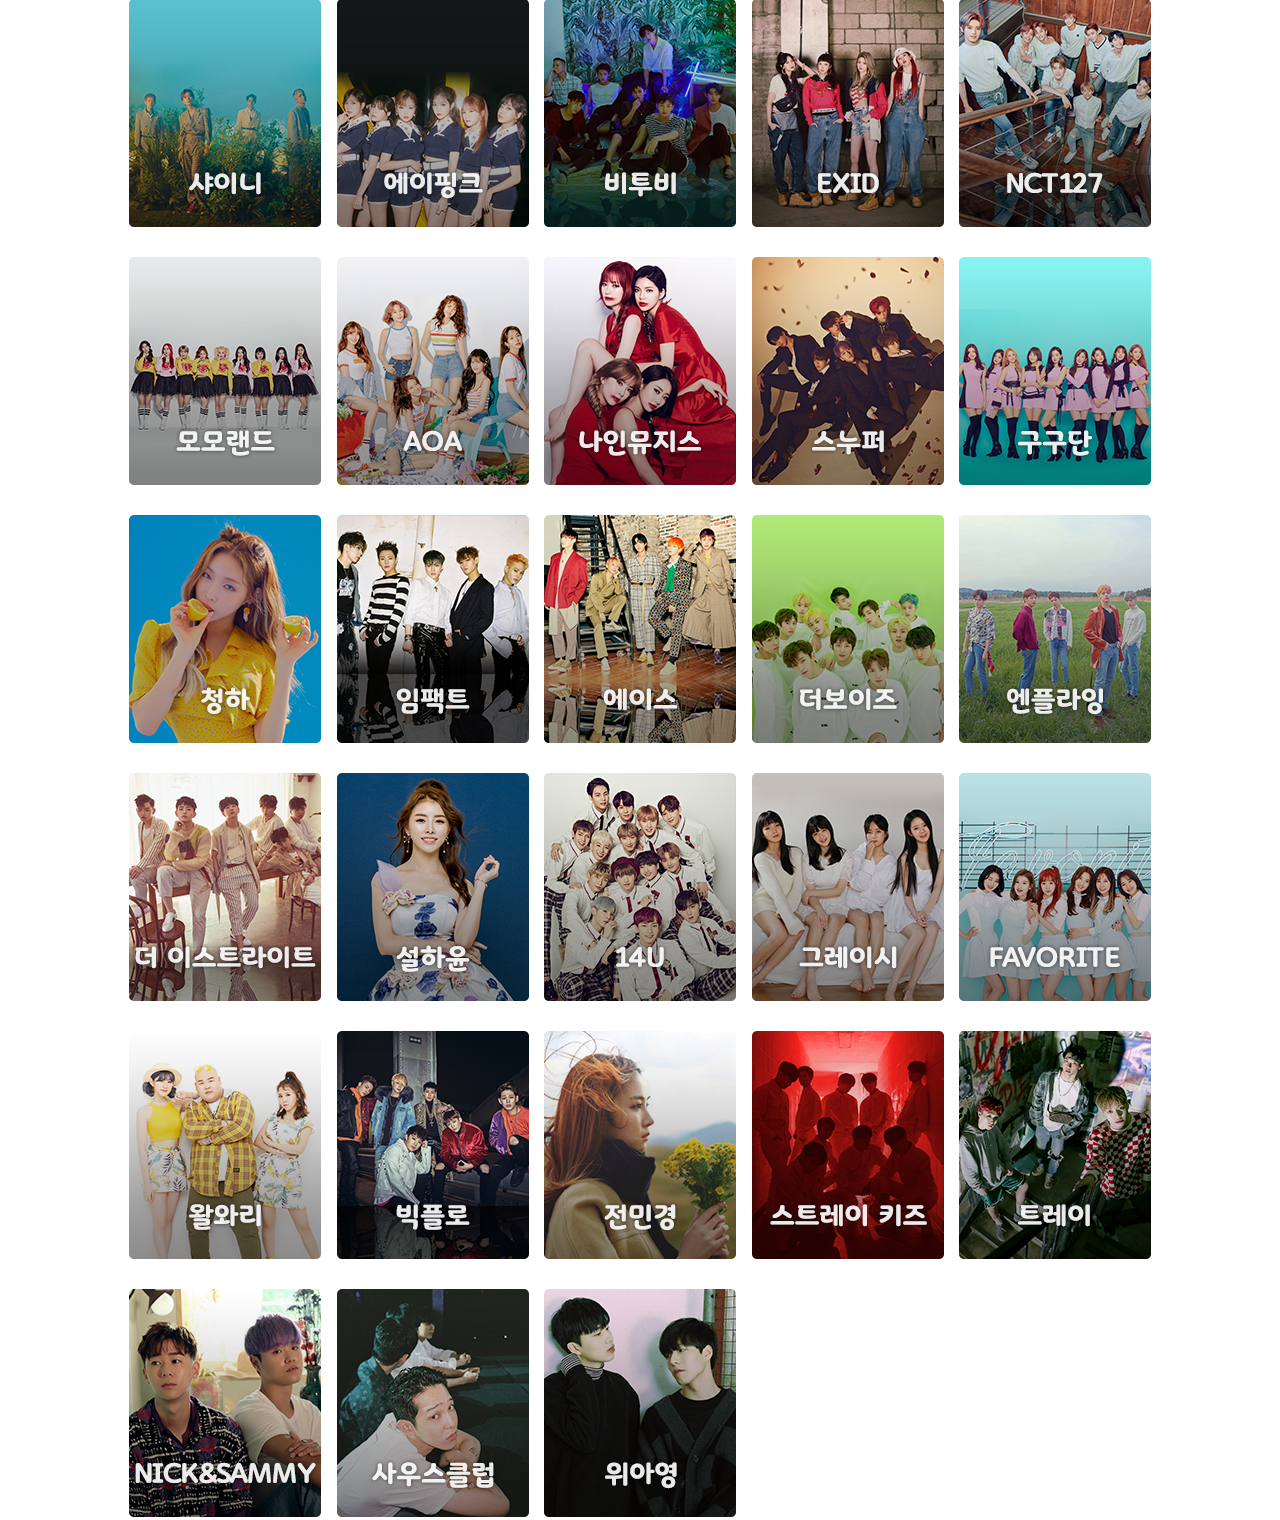 샤이니
에이핑크
비투비
EXID
NCT127
모모랜드
AOA
나인뮤지스
스누퍼
구구단
청하
임팩트
에이스
더보이즈
엔플라잉
더 이스트라이트
설하윤
14U
그레이시
FAVORITE
왈와리
빅플로
전민경
스트레이 키즈
트레이
NICK&SAMMY
사우스클럽
위아영